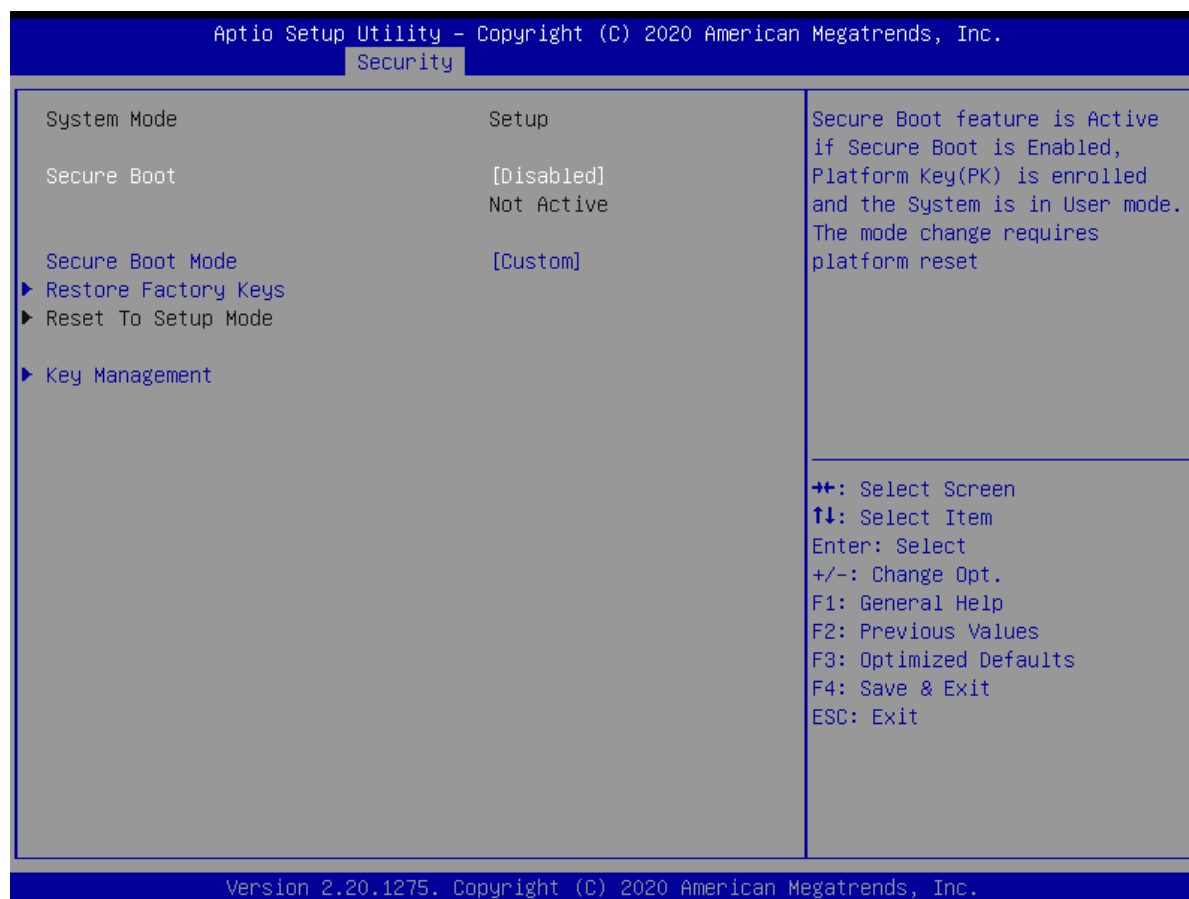 Aptio Setup Utility – Copyright (C) 2020 American Megatrends, Inc.
Security
System Mode Setup
Secure Boot [Disabled]
Not Active
Secure Boot Mode [Custom]
▶ Restore Factory Keys
▶ Reset To Setup Mode
▶ Key Management
Secure Boot feature is Active
if Secure Boot is Enabled,
Platform Key(PK) is enrolled
and the System is in User mode.
The mode change requires
platform reset
→←: Select Screen
↑↓: Select Item
Enter: Select
+/-: Change Opt.
F1: General Help
F2: Previous Values
F3: Optimized Defaults
F4: Save & Exit
ESC: Exit
Version 2.20.1275. Copyright (C) 2020 American Megatrends, Inc.